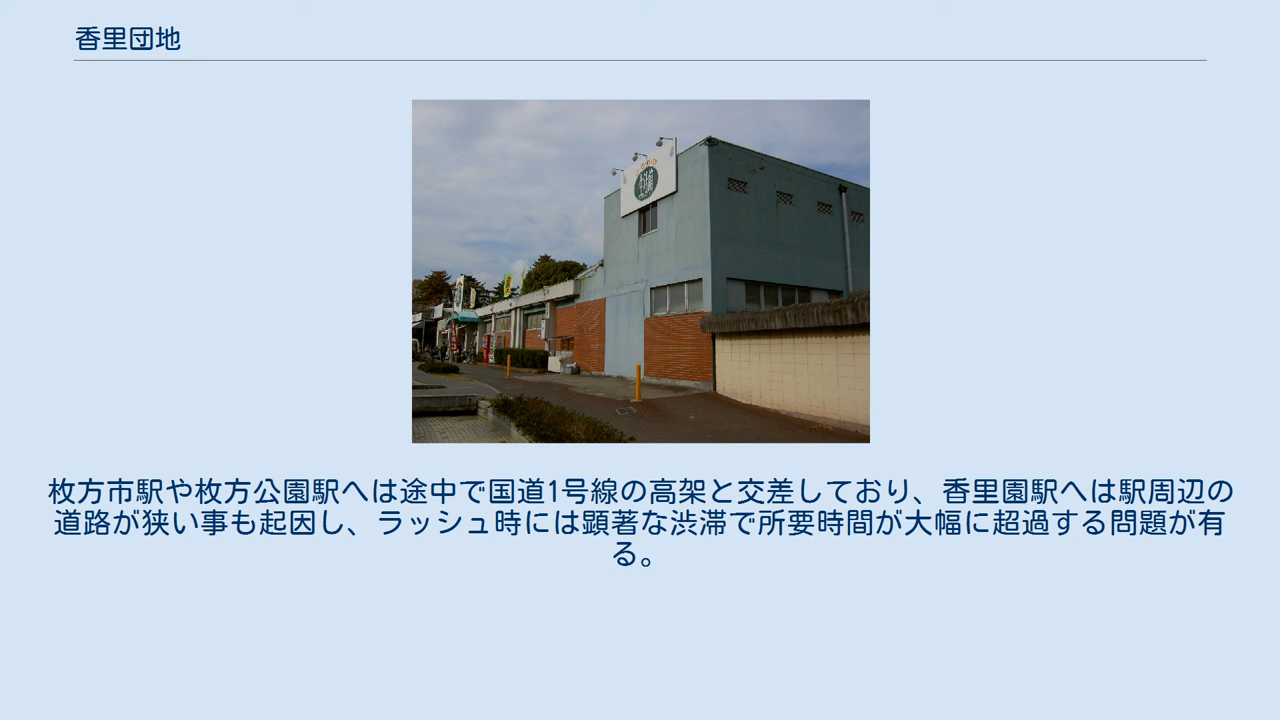 香里団地
枚方市駅や枚方公園駅へは途中で国道1号線の高架と交差しており、香里園駅へは駅周辺の
道路が狭い事も起因し、ラッシュ時には顕著な渋滞で所要時間が大幅に超過する問題が有
る。